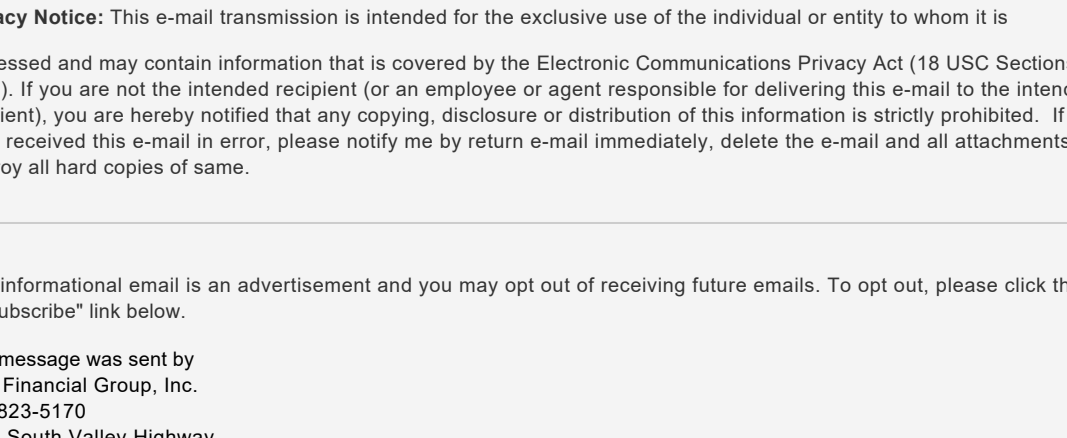 acy Notice: This e-mail transmission is intended for the exclusive use of the individual or entity to whom it is
essed and may contain information that is covered by the Electronic Communications Privacy Act (18 USC Sections
). If you are not the intended recipient (or an employee or agent responsible for delivering this e-mail to the intend
ient), you are hereby notified that any copying, disclosure or distribution of this information is strictly prohibited.  If
received this e-mail in error, please notify me by return e-mail immediately, delete the e-mail and all attachments
oy all hard copies of same.
informational email is an advertisement and you may opt out of receiving future emails. To opt out, please click th
ubscribe" link below.
message was sent by
Financial Group, Inc.
823-5170
South Valley Highway